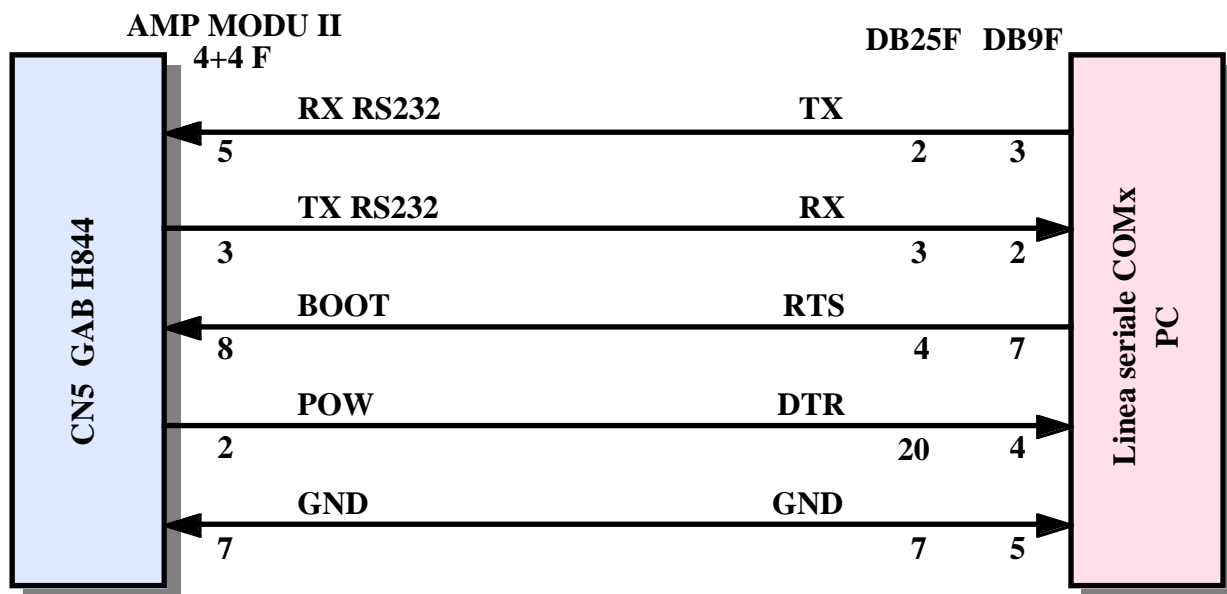 AMP MODU II
4+4 F
DB25F DB9F
RX RS232 TX
5 2 3
TX RS232 RX
3 3 2
BOOT RTS
8 4 7
POW DTR
2 20 4
GND GND
7 7 5
CN5 GAB H844
Linea seriale COMx
PC